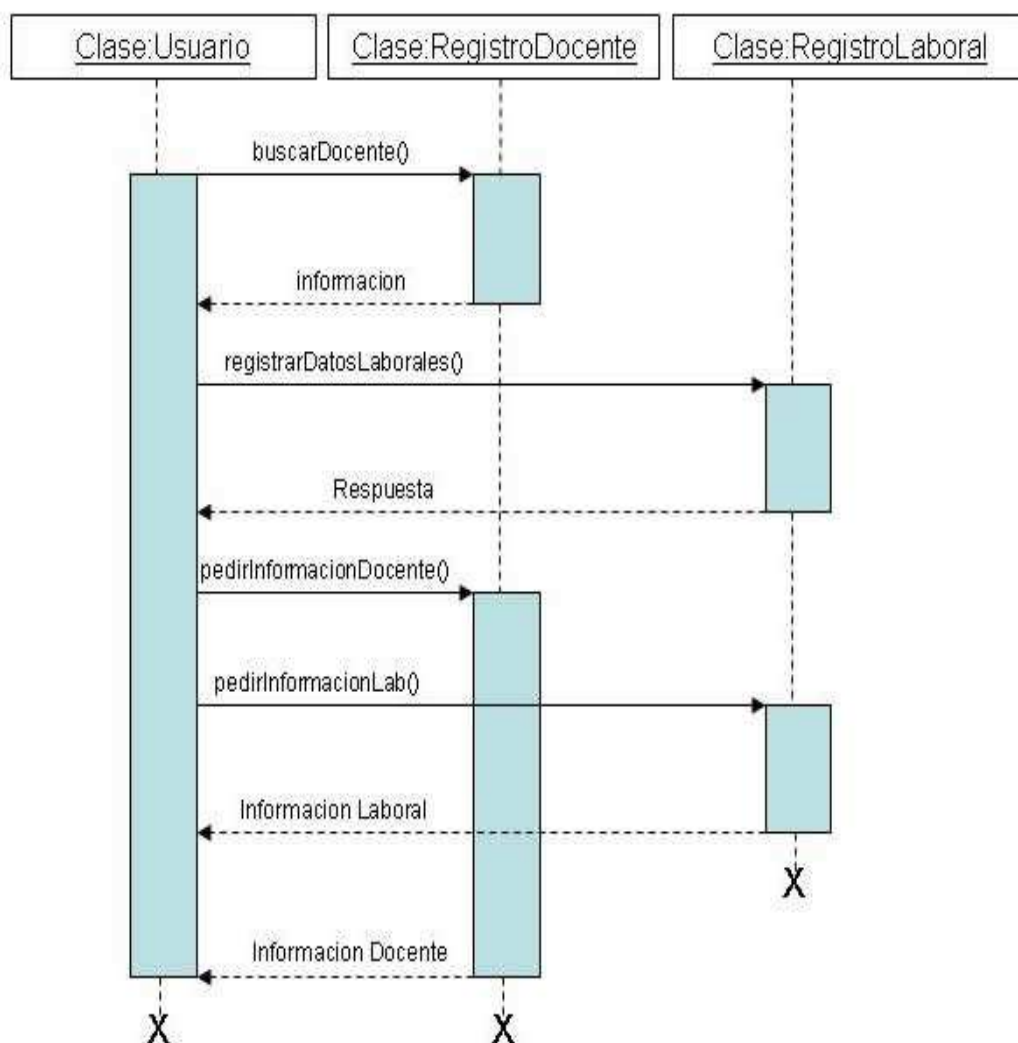 Clase:Usuario
Clase:RegistroDocente
Clase:RegistroLaboral
buscarDocente()
informacion
registrarDatosLaborales()
Respuesta
pedirInformacionDocente()
pedirInformacionLab()
Informacion Laboral
X
Informacion Docente
X
X